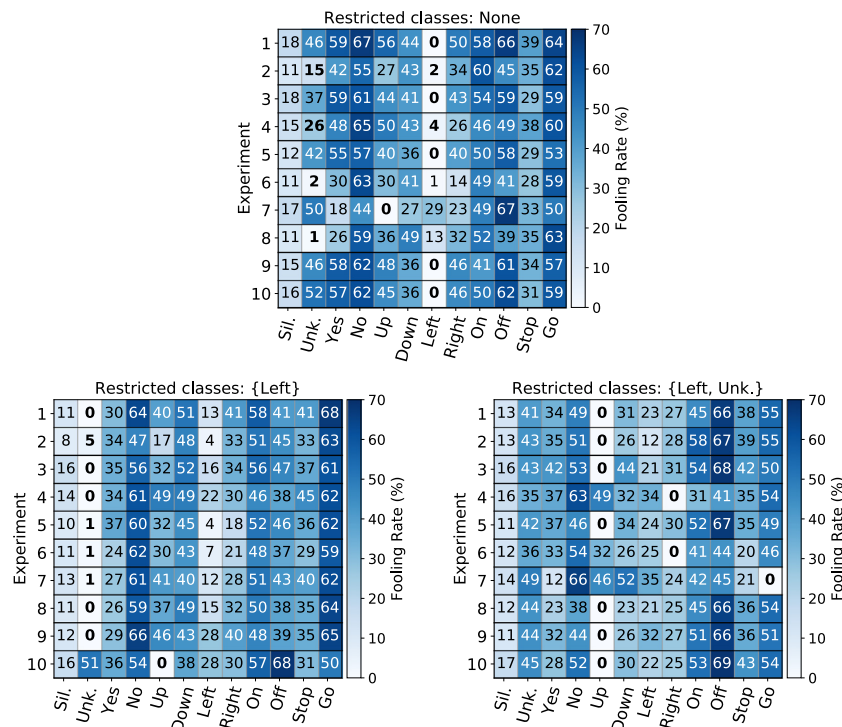 Restricted classes: None
1 18 46 59 67 56 44 0 50 58 66 39 64
2 11 15 42 55 27 43 2 34 60 45 35 62
3 18 37 59 61 44 41 0 43 54 59 29 59
4 15 26 48 65 50 43 4 26 46 49 38 60
5 12 42 55 57 40 36 0 40 50 58 29 53
6 11 2 30 63 30 41 1 14 49 41 28 59
7 17 50 18 44 0 27 29 23 49 67 33 50
8 11 1 26 59 36 49 13 32 52 39 35 63
9 15 46 58 62 48 36 0 46 41 61 34 57
10 16 52 57 62 45 36 0 46 50 62 31 59
Experiment
Sil. Unk. Yes No Up Down Left Right On Off Stop Go
70
60
50
40
30
20
10
0
Fooling Rate (%)
Restricted classes: {Left}
1 11 0 30 64 40 51 13 41 58 41 41 68
2 8 5 34 47 17 48 4 33 51 45 33 63
3 16 0 35 56 32 52 16 34 56 47 37 61
4 14 0 34 61 49 49 22 30 46 38 45 62
5 10 1 37 60 32 45 4 18 52 46 36 62
6 11 1 24 62 30 43 7 21 48 37 29 59
7 13 1 27 61 41 40 12 28 51 43 40 62
8 11 0 26 59 37 49 15 32 50 38 35 64
9 12 0 29 66 46 43 28 40 48 39 35 65
10 16 51 36 54 0 38 28 30 57 68 31 50
Experiment
Sil. Unk. Yes No Up Down Left Right On Off Stop Go
70
60
50
40
30
20
10
0
Fooling Rate (%)
Restricted classes: {Left, Unk.}
1 13 41 34 49 0 31 23 27 45 66 38 55
2 13 43 35 51 0 26 12 28 58 67 39 55
3 16 43 42 53 0 44 21 31 54 68 42 50
4 16 35 37 63 49 32 34 0 31 41 35 54
5 11 42 37 46 0 34 24 30 52 67 35 49
6 12 36 33 54 32 26 25 0 41 44 20 46
7 14 49 12 66 46 52 35 24 42 45 21 0
8 12 44 23 38 0 23 21 25 45 66 36 54
9 11 44 32 44 0 26 32 27 51 66 36 51
10 17 45 28 52 0 30 22 25 53 69 43 54
Experiment
Sil. Unk. Yes No Up Down Left Right On Off Stop Go
70
60
50
40
30
20
10
0
Fooling Rate (%)